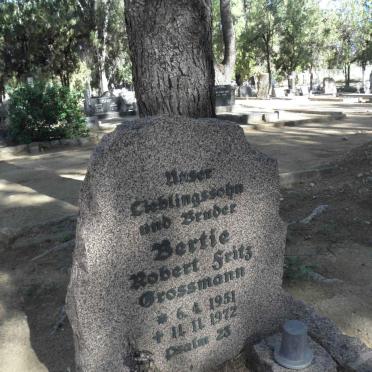 Unser
Lieblingssohn
und Bruder
Bertie
Robert Fritz
Grossmann
* 6.4.1951
† 11.11.1972
Psalm 23